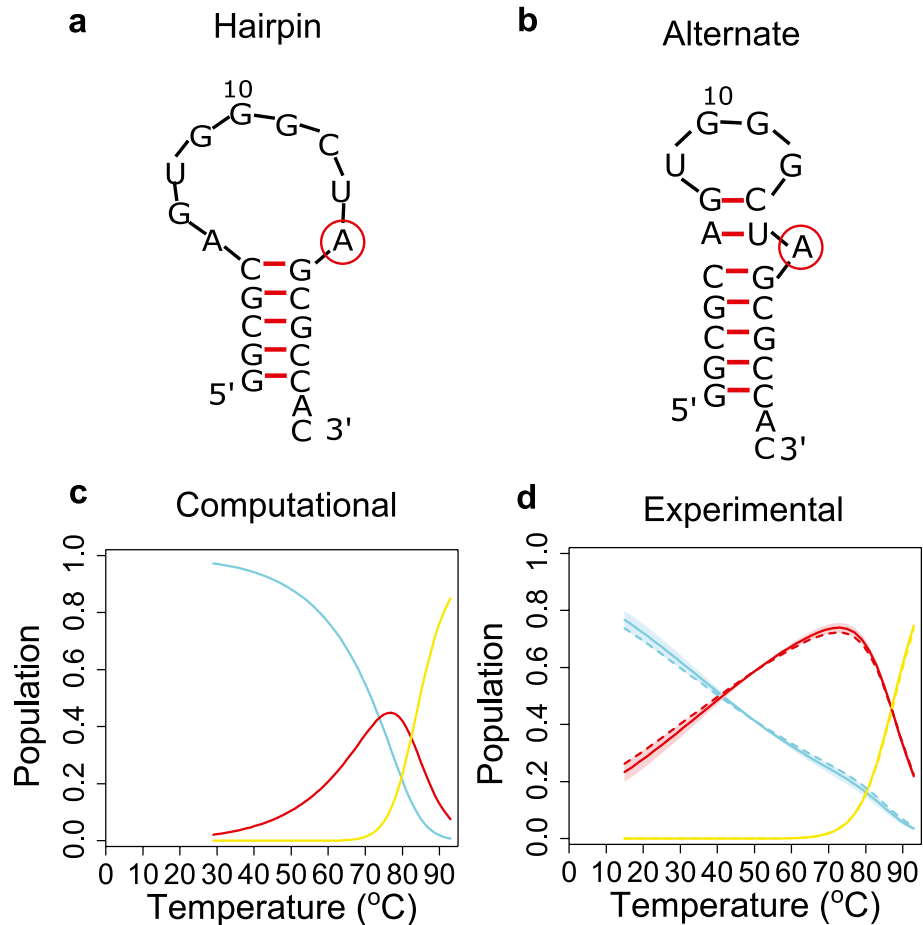 a Hairpin
10
G G G
G C
U U
G A
A
C G
G C
C G
G C
G C
5' A
C 3'
b Alternate
10
G G
U G
G C
A U A
C G
G C
C G
G C
G C
5' A
C 3'
c Computational
Population
0.0 0.2 0.4 0.6 0.8 1.0
0 10 20 30 40 50 60 70 80 90
Temperature (°C)
d Experimental
Population
0.0 0.2 0.4 0.6 0.8 1.0
0 10 20 30 40 50 60 70 80 90
Temperature (°C)